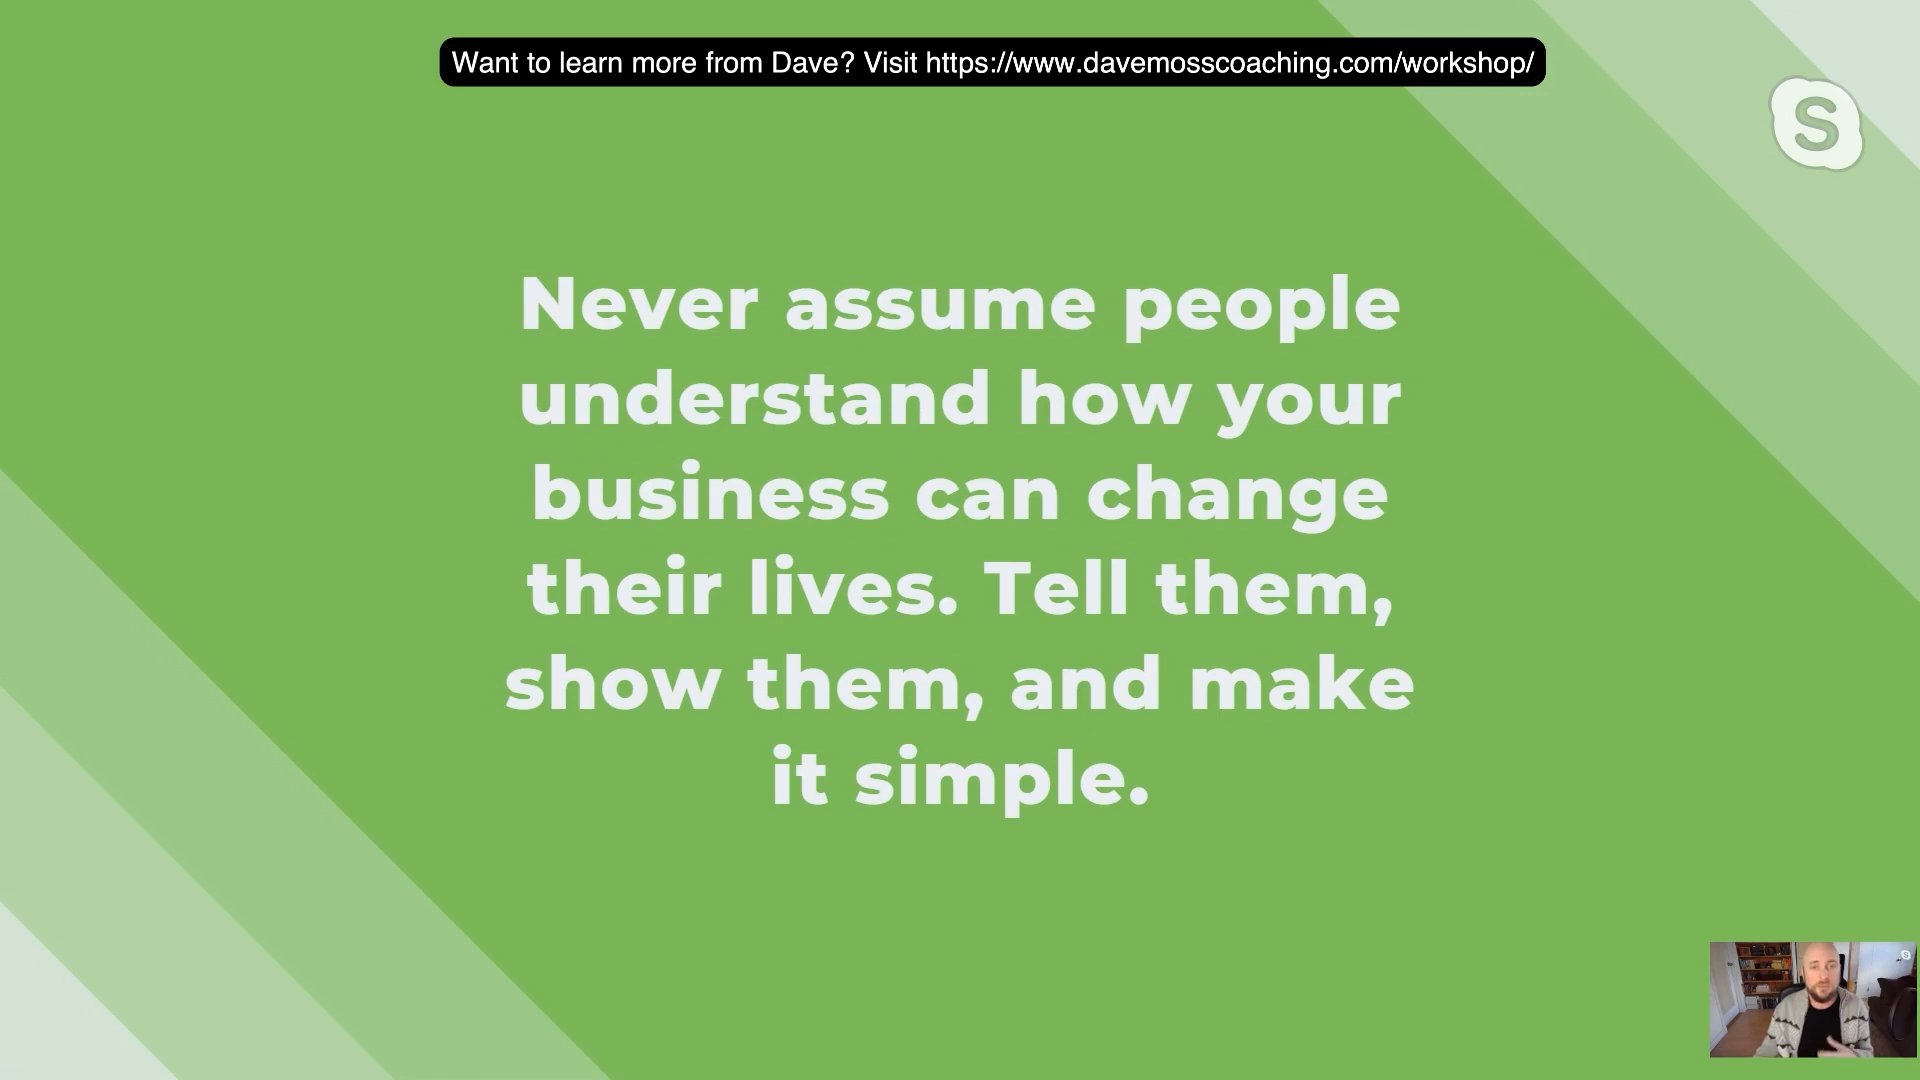 Want to learn more from Dave? Visit https://www.davemosscoaching.com/workshop/
S
Never assume people
understand how your
business can change
their lives. Tell them,
show them, and make
it simple.